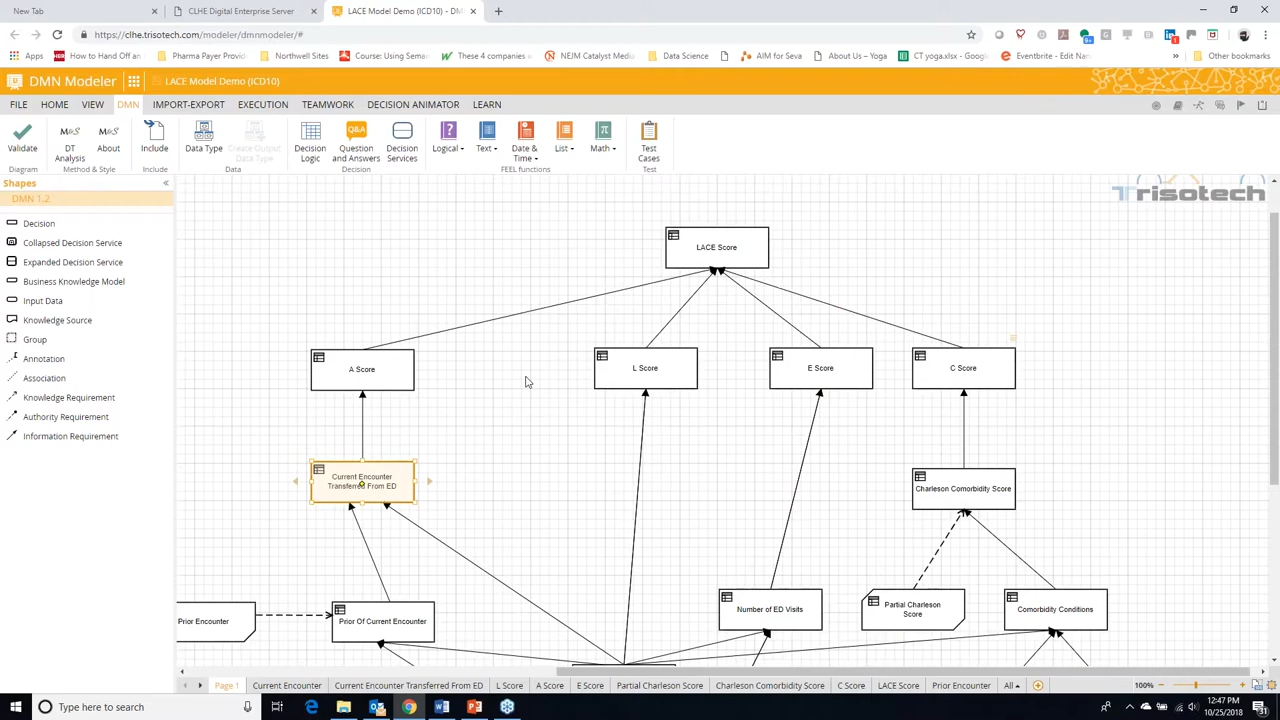 New Tab
CLHE Digital Enterprise Server
LACE Model Demo (ICD10) - DMN
https://clhe.trisotech.com/modeler/dmnmodeler/#
Apps
How to Hand Off an
Pharma Payer Provid
Northwell Sites
Course: Using Seman
These 4 companies
NEJM Catalyst Media
Data Science
AIM for Seva
About Us – Yoga
CT yoga.xlsx - Google
Eventbrite - Edit Nam
Other bookmarks
DMN Modeler
LACE Model Demo (ICD10)
FILE
HOME
VIEW
DMN
IMPORT-EXPORT
EXECUTION
TEAMWORK
DECISION ANIMATOR
LEARN
Validate
DT Analysis
About
Include
Data Type
Create Output Data Type
Decision Logic
Question and Answers
Decision Services
Logical
Text
Date & Time
List
Math
Test Cases
Diagram
Method & Style
Include
Data
Decision
FEEL functions
Test
Shapes
DMN 1.2
Decision
Collapsed Decision Service
Expanded Decision Service
Business Knowledge Model
Input Data
Knowledge Source
Group
Annotation
Association
Knowledge Requirement
Authority Requirement
Information Requirement
Trisotech
LACE Score
A Score
L Score
E Score
C Score
Current Encounter
Transferred From ED
Charleson Comorbidity Score
Prior Encounter
Prior Of Current Encounter
Number of ED Visits
Partial Charleson
Score
Comorbidity Conditions
Page 1
Current Encounter
Current Encounter Transferred From ED
L Score
A Score
E Score
Partial Charleson Score
Charleson Comorbidity Score
C Score
LACE Score
Prior Encounter
All
100%
Type here to search
12:47 PM
10/25/2018
31